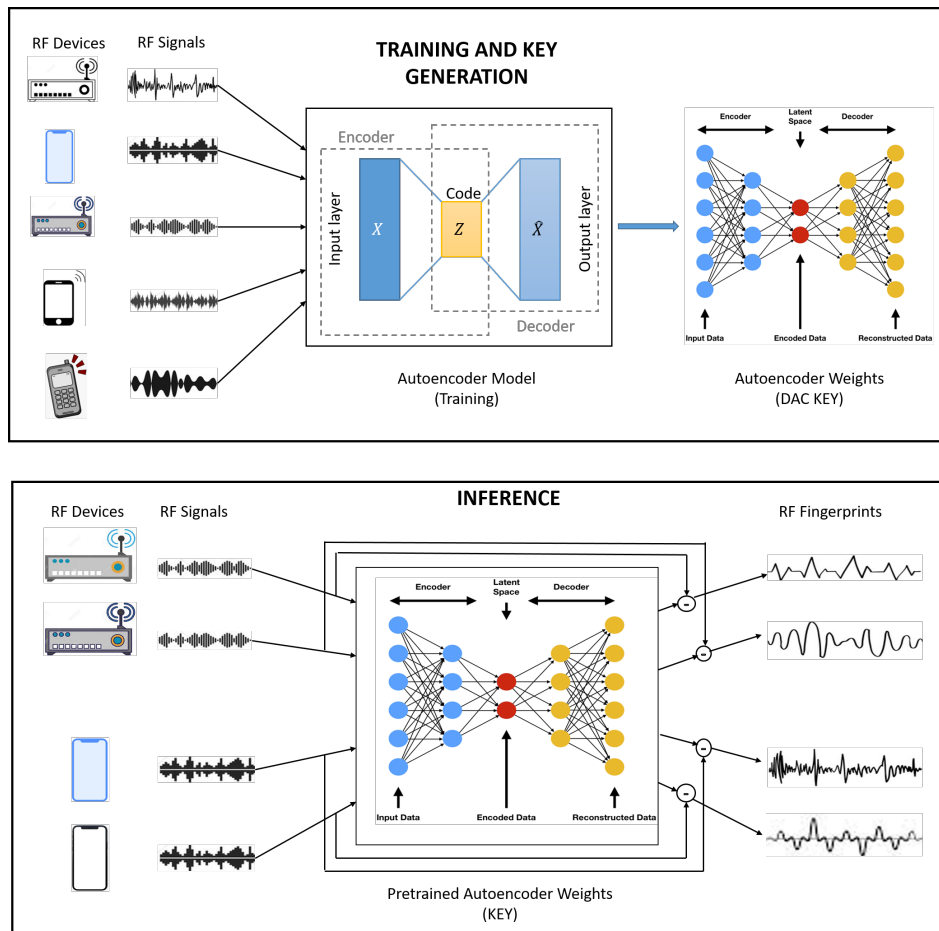 RF Devices
RF Signals
TRAINING AND KEY
GENERATION
Encoder
Input layer
X
Code
Z
X̂
Output layer
Decoder
Autoencoder Model
(Training)
Encoder
Latent
Space
Decoder
Input Data
Encoded Data
Reconstructed Data
Autoencoder Weights
(DAC KEY)
INFERENCE
RF Devices
RF Signals
RF Fingerprints
Encoder
Latent
Space
Decoder
-
-
-
-
Input Data
Encoded Data
Reconstructed Data
Pretrained Autoencoder Weights
(KEY)